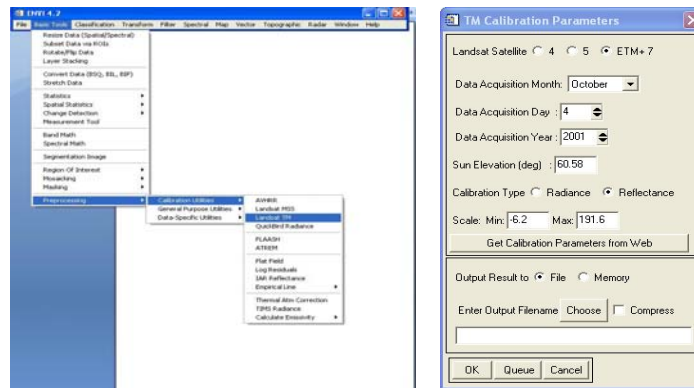 ENVI 4.2
File Basic Tools Classification Transform Filter Spectral Map Vector Topographic Radar Window Help
Resize Data (Spatial/Spectral)
Subset Data via ROIs
Rotate/Flip Data
Layer Stacking
Convert Data (BSQ, BIL, BIP)
Stretch Data
Statistics
Spatial Statistics
Change Detection
Measurement Tool
Band Math
Spectral Math
Segmentation Image
Region Of Interest
Mosaicking
Masking
Preprocessing
Calibration Utilities
General Purpose Utilities
Data-Specific Utilities
AVHRR
Landsat MSS
Landsat TM
QuickBird Radiance
FLAASH
ATREM
Flat Field
Log Residuals
IAR Reflectance
Empirical Line
Thermal Atm Correction
TIMS Radiance
Calculate Emissivity
TM Calibration Parameters
Landsat Satellite 4 5 ETM+ 7
Data Acquisition Month: October
Data Acquisition Day : 4
Data Acquisition Year : 2001
Sun Elevation (deg) : 60.58
Calibration Type Radiance Reflectance
Scale: Min: -6.2 Max: 191.6
Get Calibration Parameters from Web
Output Result to File Memory
Enter Output Filename Choose Compress
OK Queue Cancel